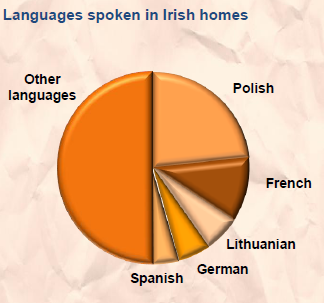 Languages spoken in Irish homes
Other
languages
Polish
French
Lithuanian
German
Spanish